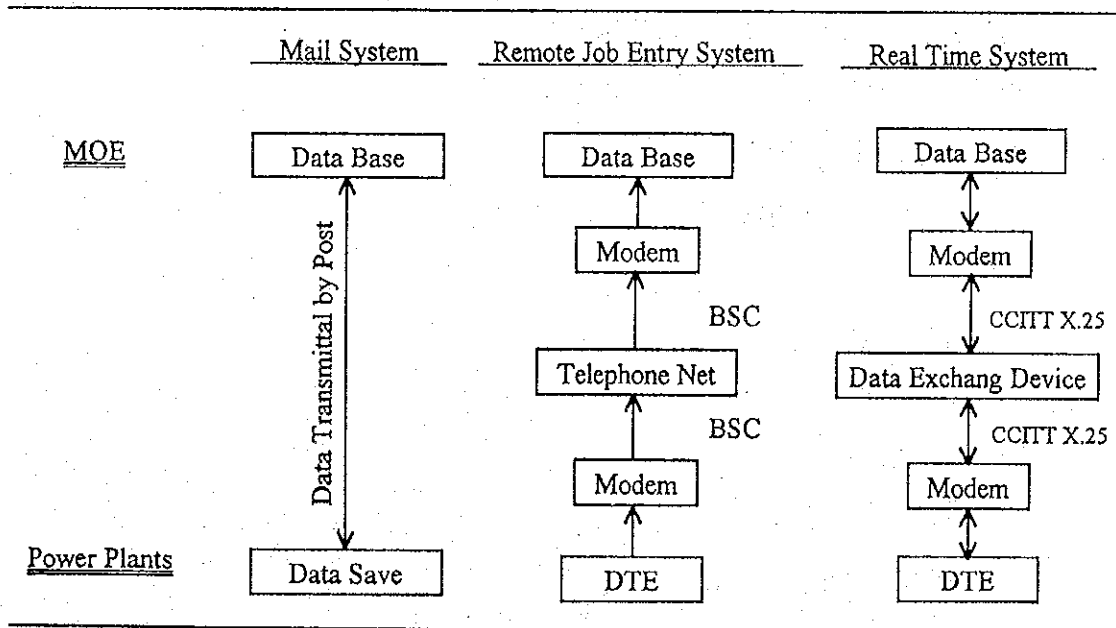 Mail System
Remote Job Entry System
Real Time System
MOE
Data Base
Data Base
Data Base
Modem
Modem
Data Transmittal by Post
BSC
CCITT X.25
Telephone Net
Data Exchang Device
BSC
CCITT X.25
Modem
Modem
Power Plants
Data Save
DTE
DTE